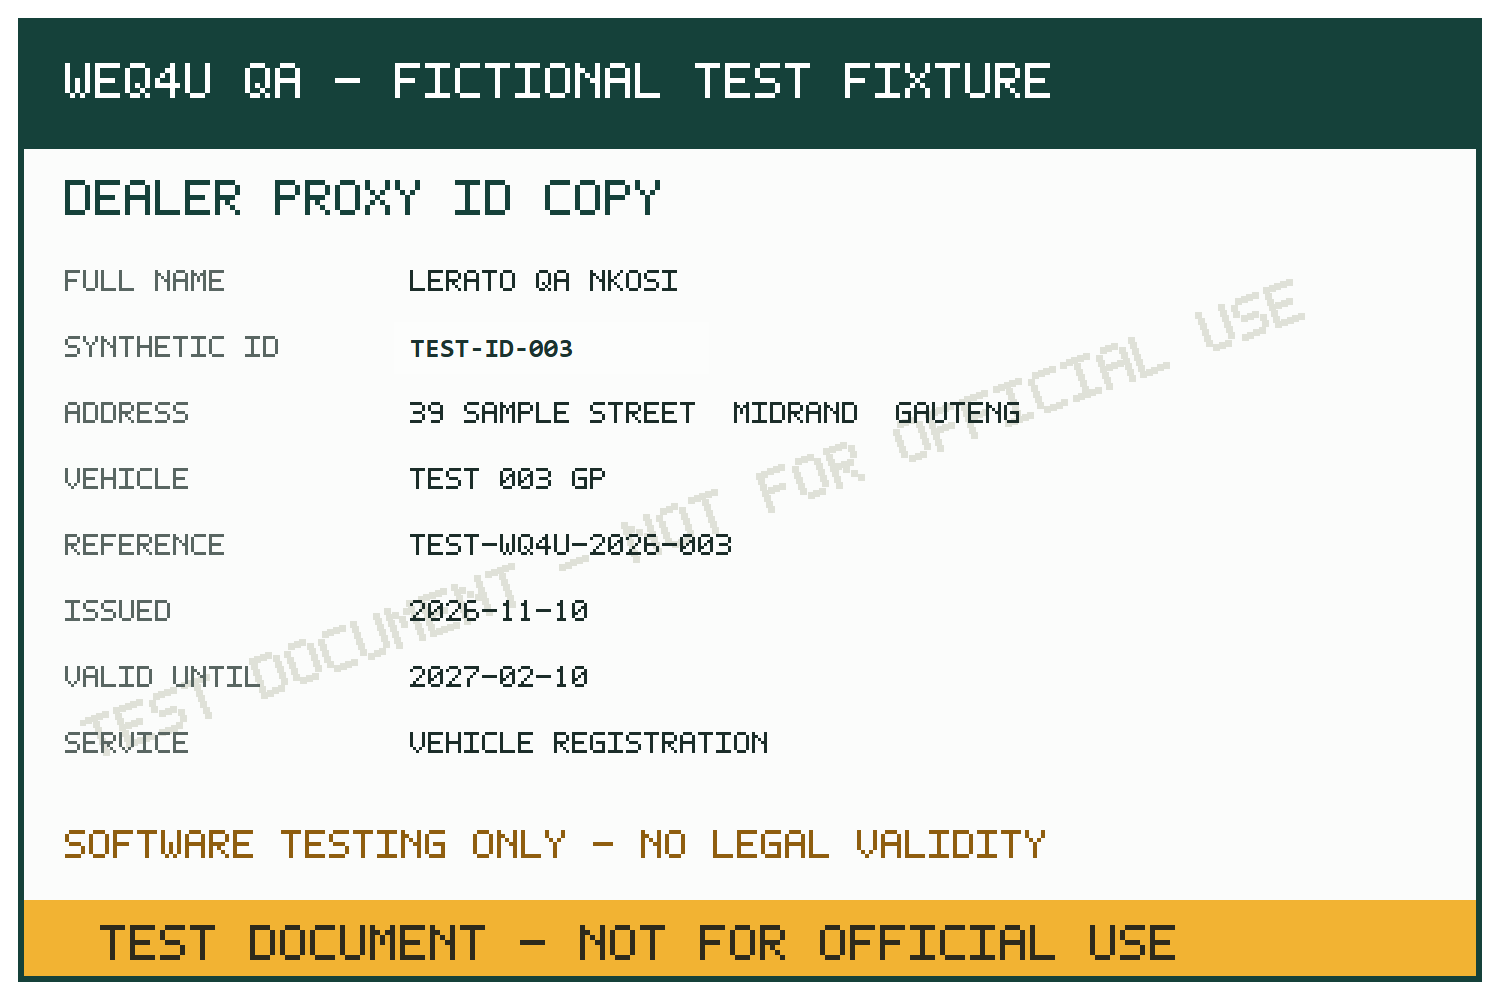 WEQ4U QA - FICTIONAL TEST FIXTURE
DEALER PROXY ID COPY
FULL NAME LERATO QA NKOSI
SYNTHETIC ID TEST-ID-003
ADDRESS 39 SAMPLE STREET MIDRAND GAUTENG
VEHICLE TEST 003 GP
REFERENCE TEST-WQ4U-2026-003
ISSUED 2026-11-10
VALID UNTIL 2027-02-10
SERVICE VEHICLE REGISTRATION
TEST DOCUMENT - NOT FOR OFFICIAL USE
SOFTWARE TESTING ONLY - NO LEGAL VALIDITY
TEST DOCUMENT - NOT FOR OFFICIAL USE